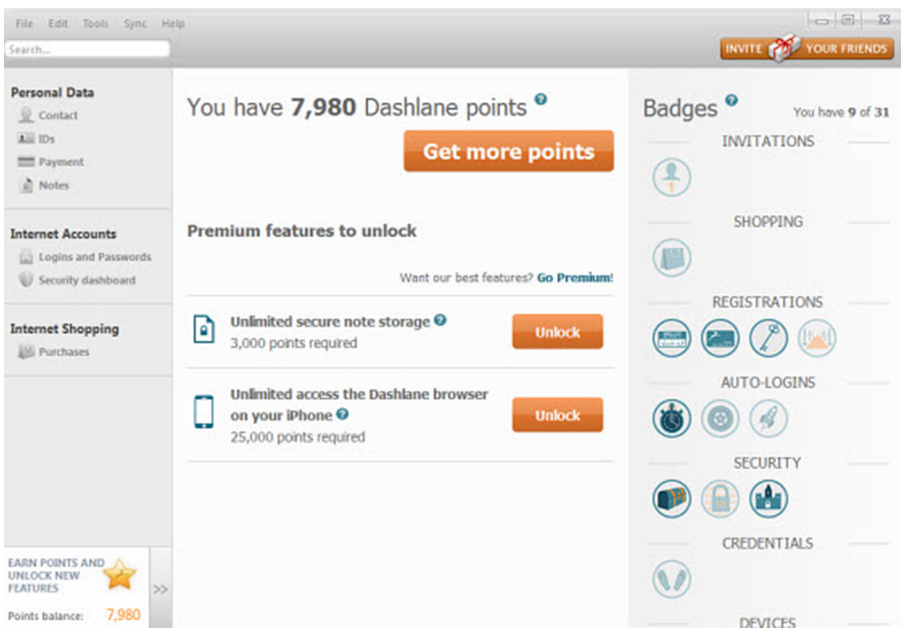 File Edit Tools Sync Help
Search...
INVITE YOUR FRIENDS
Personal Data
Contact
IDs
Payment
Notes
Internet Accounts
Logins and Passwords
Security dashboard
Internet Shopping
Purchases
EARN POINTS AND
UNLOCK NEW
FEATURES
>>
Points balance: 7,980
You have 7,980 Dashlane points ?
Get more points
Premium features to unlock
Want our best features? Go Premium!
Unlimited secure note storage ?
3,000 points required
Unlock
Unlimited access the Dashlane browser
on your iPhone ?
25,000 points required
Unlock
Badges ?
You have 9 of 31
INVITATIONS
1
SHOPPING
REGISTRATIONS
AUTO-LOGINS
SECURITY
CREDENTIALS
DEVICES